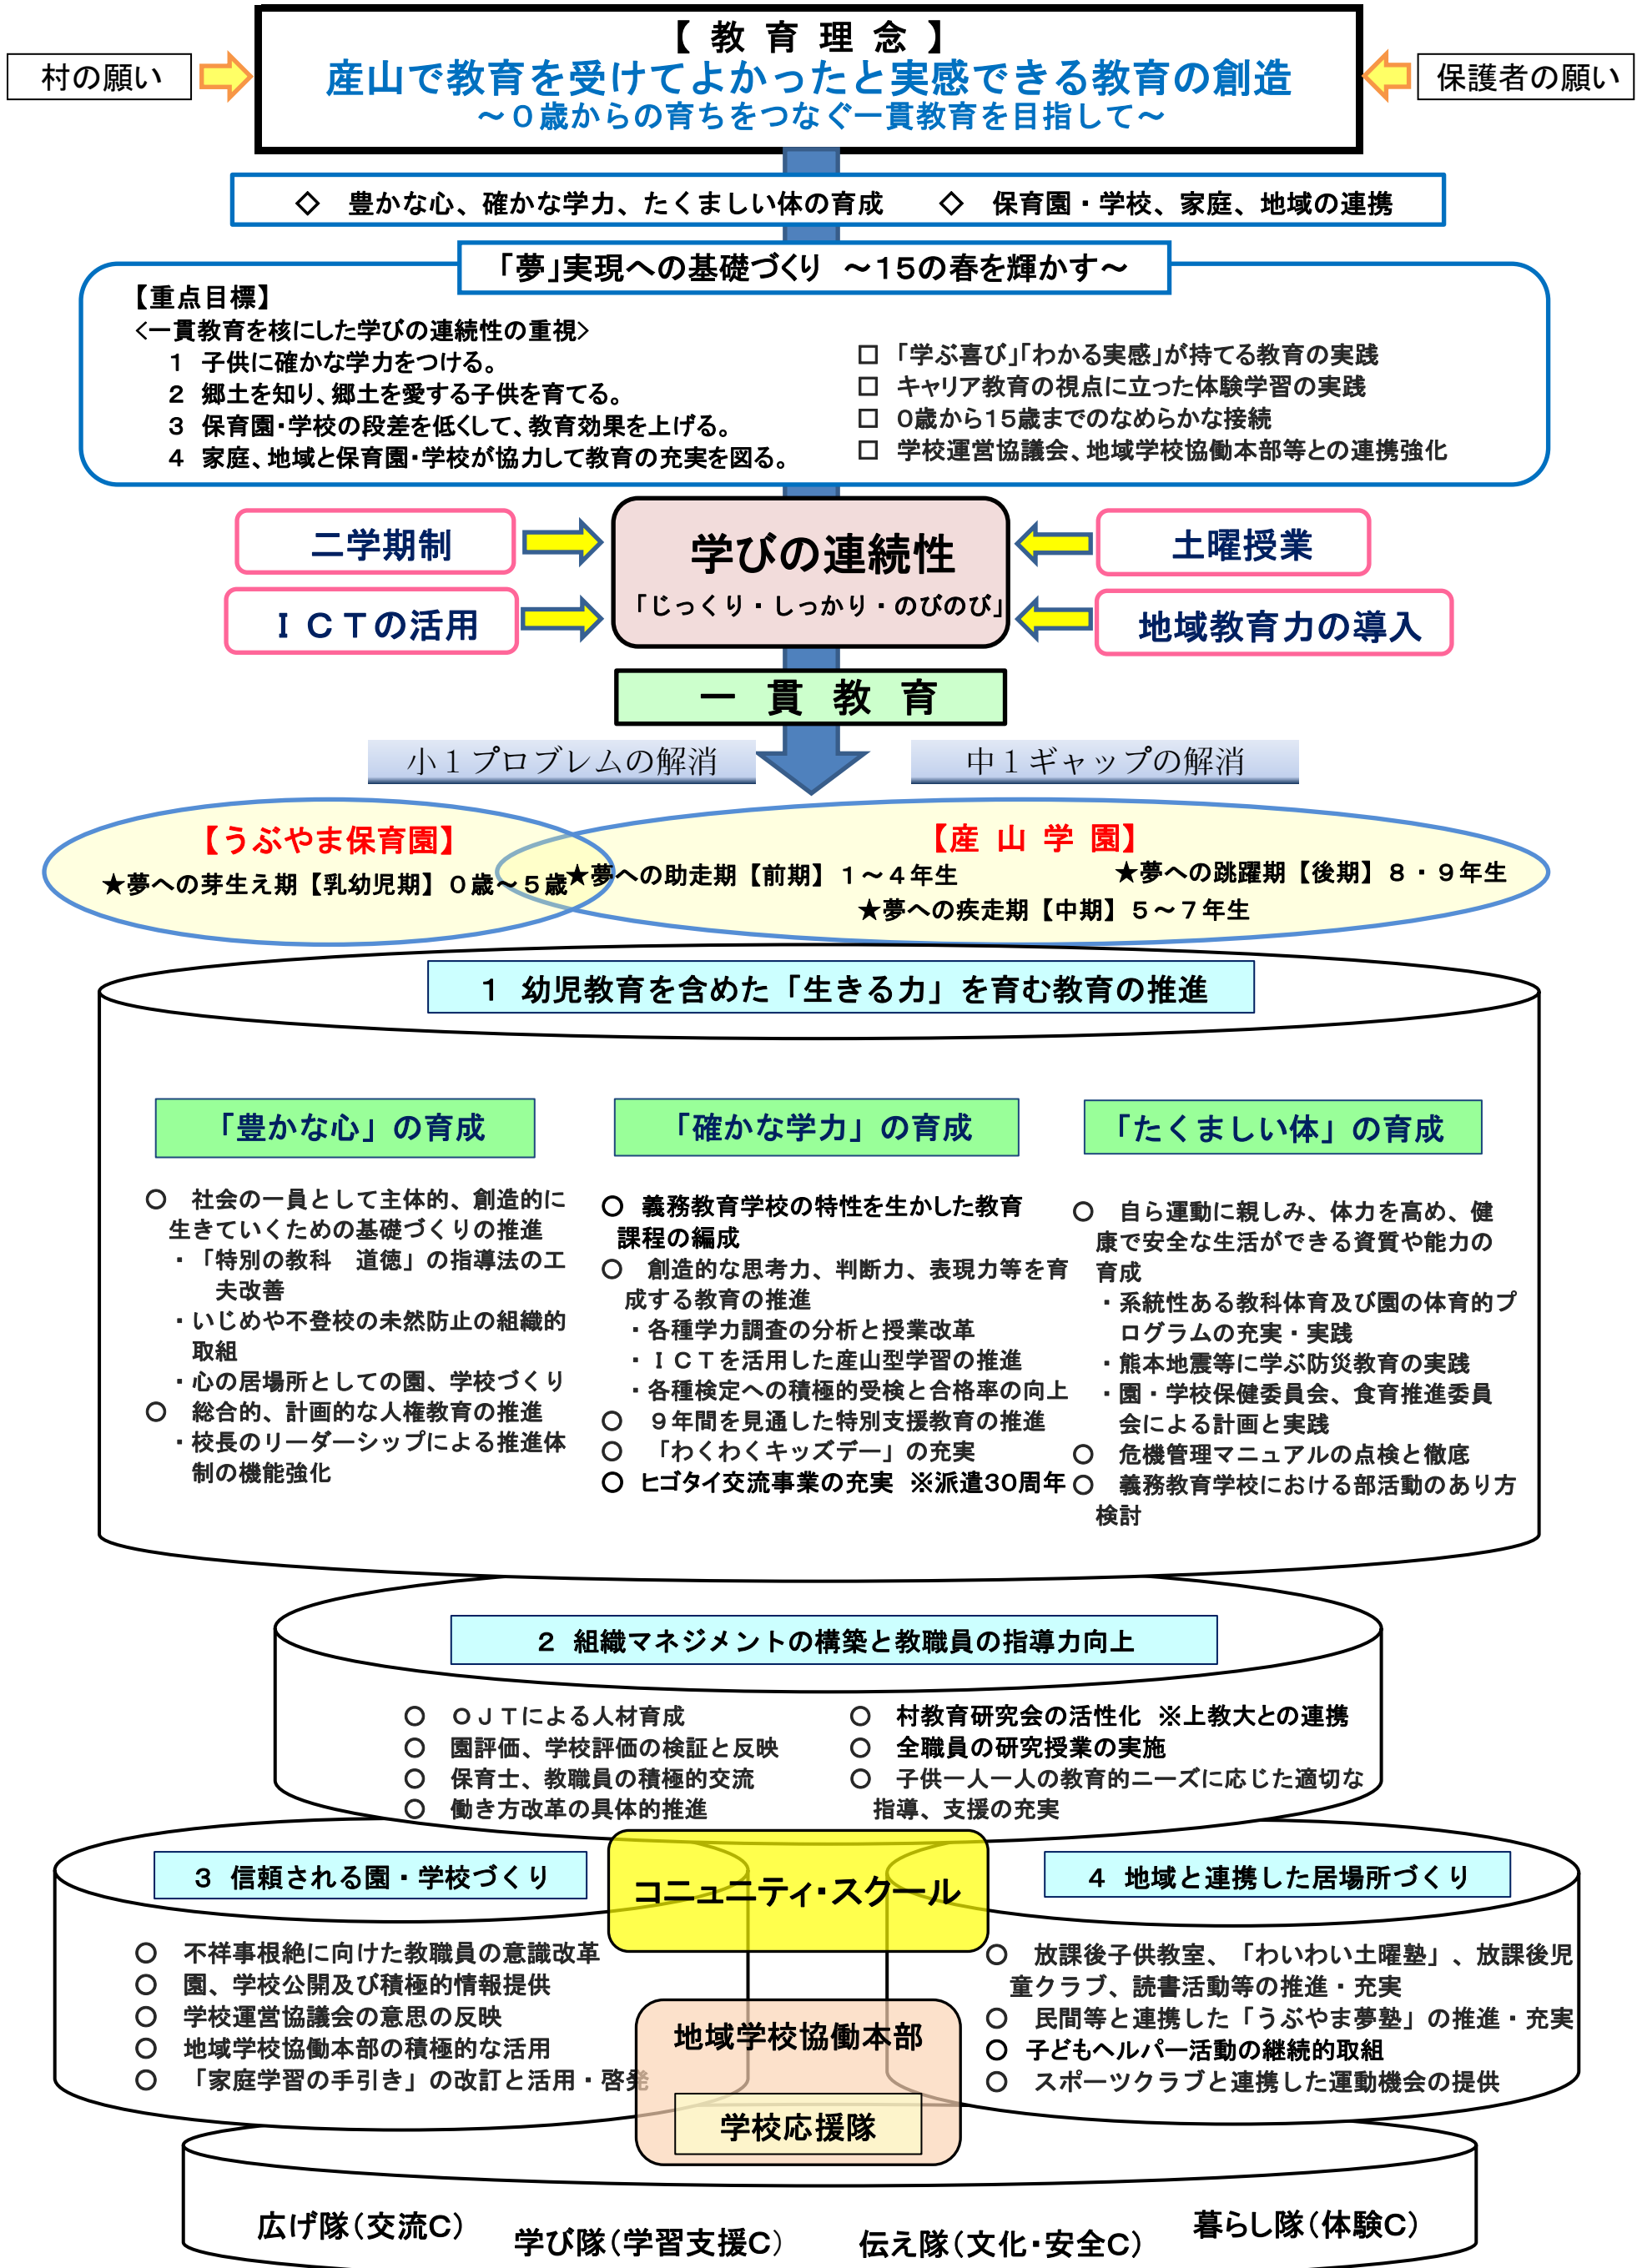 【 教 育 理 念 】
村の願い
産山で教育を受けてよかったと実感できる教育の創造
保護者の願い
～０歳からの育ちをつなぐ一貫教育を目指して～
◇　豊かな心、確かな学力、たくましい体の育成　　◇　保育園・学校、家庭、地域の連携
「夢」実現への基礎づくり　～１５の春を輝かす～
【重点目標】
<一貫教育を核にした学びの連続性の重視>
１　子供に確かな学力をつける。
２　郷土を知り、郷土を愛する子供を育てる。
３　保育園・学校の段差を低くして、教育効果を上げる。
４　家庭、地域と保育園・学校が協力して教育の充実を図る。
□　「学ぶ喜び」「わかる実感」が持てる教育の実践
□　キャリア教育の視点に立った体験学習の実践
□　０歳から１５歳までのなめらかな接続
□　学校運営協議会、地域学校協働本部等との連携強化
二学期制
ＩＣＴの活用
学びの連続性
「じっくり・しっかり・のびのび」
土曜授業
地域教育力の導入
一 貫 教 育
小１プロブレムの解消
中１ギャップの解消
【うぶやま保育園】
★夢への芽生え期【乳幼児期】０歳～５歳
【産 山 学 園】
★夢への助走期【前期】１～４年生
★夢への跳躍期【後期】８・９年生
★夢への疾走期【中期】５～７年生
１　幼児教育を含めた「生きる力」を育む教育の推進
「豊かな心」の育成
○　社会の一員として主体的、創造的に
生きていくための基礎づくりの推進
・「特別の教科　道徳」の指導法の工
夫改善
・いじめや不登校の未然防止の組織的
取組
・心の居場所としての園、学校づくり
○　総合的、計画的な人権教育の推進
・校長のリーダーシップによる推進体
制の機能強化
「確かな学力」の育成
○　義務教育学校の特性を生かした教育
課程の編成
○　創造的な思考力、判断力、表現力等を育
成する教育の推進
・各種学力調査の分析と授業改革
・ＩＣＴを活用した産山型学習の推進
・各種検定への積極的受検と合格率の向上
○　９年間を見通した特別支援教育の推進
○　「わくわくキッズデー」の充実
○　ヒゴタイ交流事業の充実　※派遣３０周年
「たくましい体」の育成
○　自ら運動に親しみ、体力を高め、健
康で安全な生活ができる資質や能力の
育成
・系統性ある教科体育及び園の体育的プ
ログラムの充実・実践
・熊本地震等に学ぶ防災教育の実践
・園・学校保健委員会、食育推進委員
会による計画と実践
○　危機管理マニュアルの点検と徹底
○　義務教育学校における部活動のあり方
検討
２　組織マネジメントの構築と教職員の指導力向上
○　ＯＪＴによる人材育成
○　園評価、学校評価の検証と反映
○　保育士、教職員の積極的交流
○　働き方改革の具体的推進
○　村教育研究会の活性化　※上教大との連携
○　全職員の研究授業の実施
○　子供一人一人の教育的ニーズに応じた適切な
指導、支援の充実
３　信頼される園・学校づくり
○　不祥事根絶に向けた教職員の意識改革
○　園、学校公開及び積極的情報提供
○　学校運営協議会の意思の反映
○　地域学校協働本部の積極的な活用
○　「家庭学習の手引き」の改訂と活用・啓発
コニュニティ・スクール
地域学校協働本部
学校応援隊
４　地域と連携した居場所づくり
○　放課後子供教室、「わいわい土曜塾」、放課後児
童クラブ、読書活動等の推進・充実
○　民間等と連携した「うぶやま夢塾」の推進・充実
○　子どもヘルパー活動の継続的取組
○　スポーツクラブと連携した運動機会の提供
広げ隊（交流Ｃ）
学び隊（学習支援Ｃ）
伝え隊（文化・安全Ｃ）
暮らし隊（体験Ｃ）